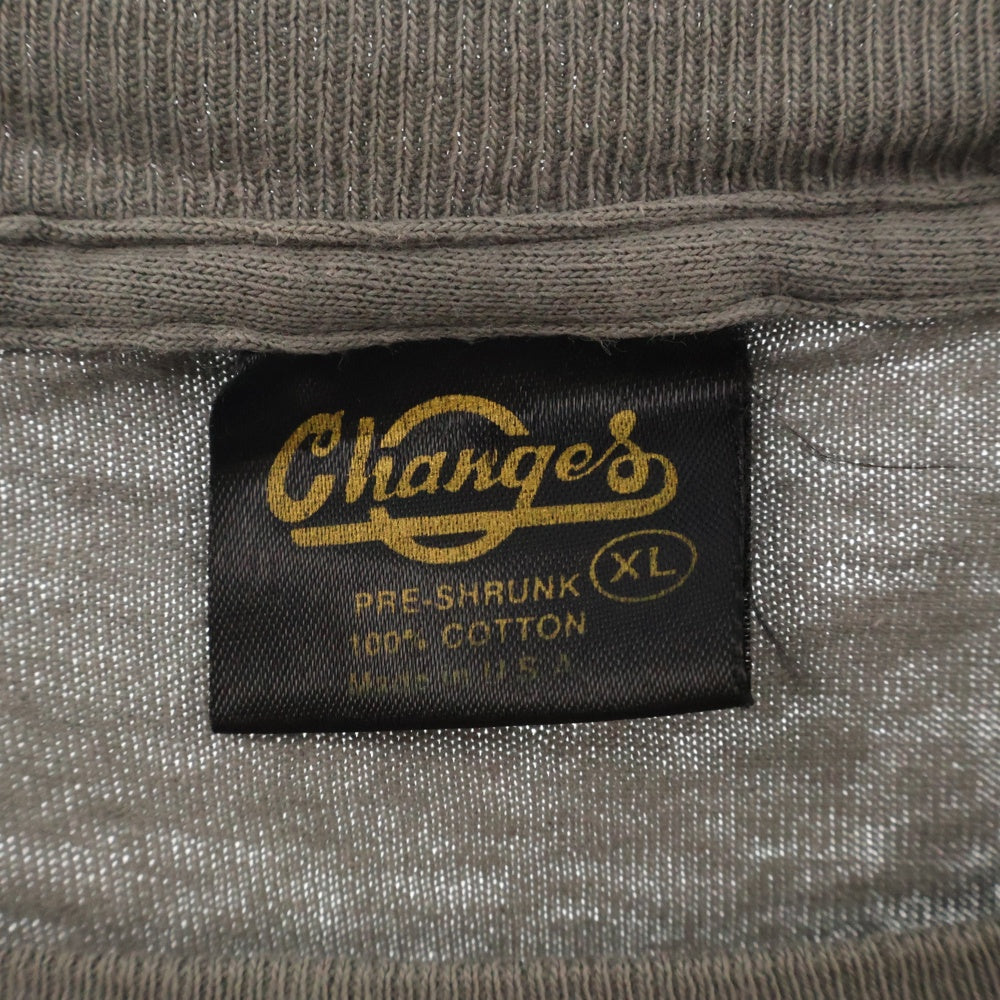 Changes
XL
PRE-SHRUNK
100% COTTON
Made in U.S.A